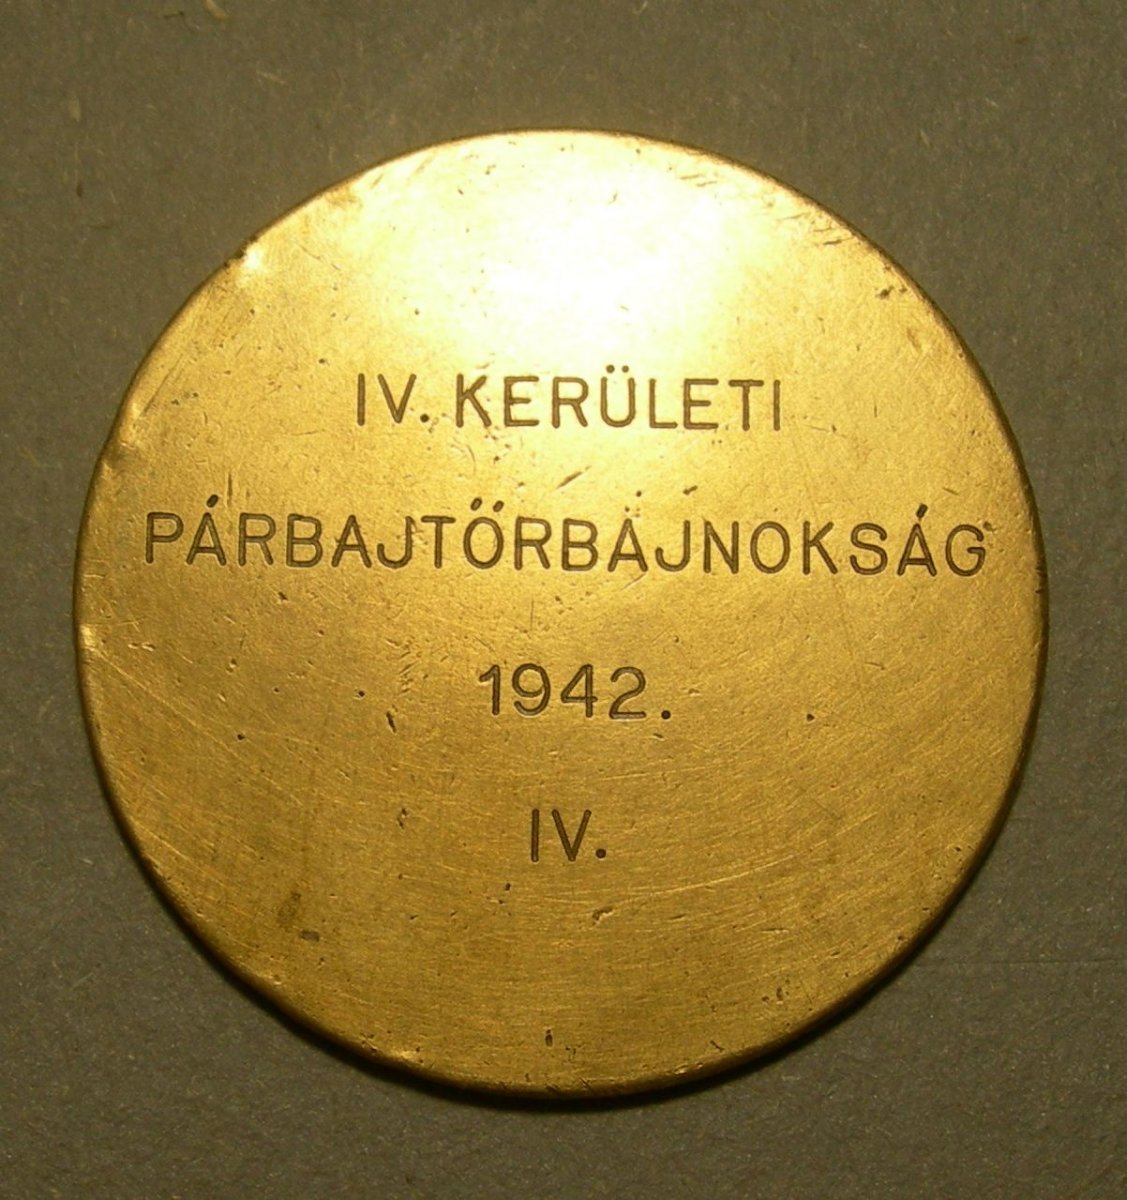 IV. KERÜLETI
PÁRBAJTŐRBAJNOKSÁG
1942.
IV.